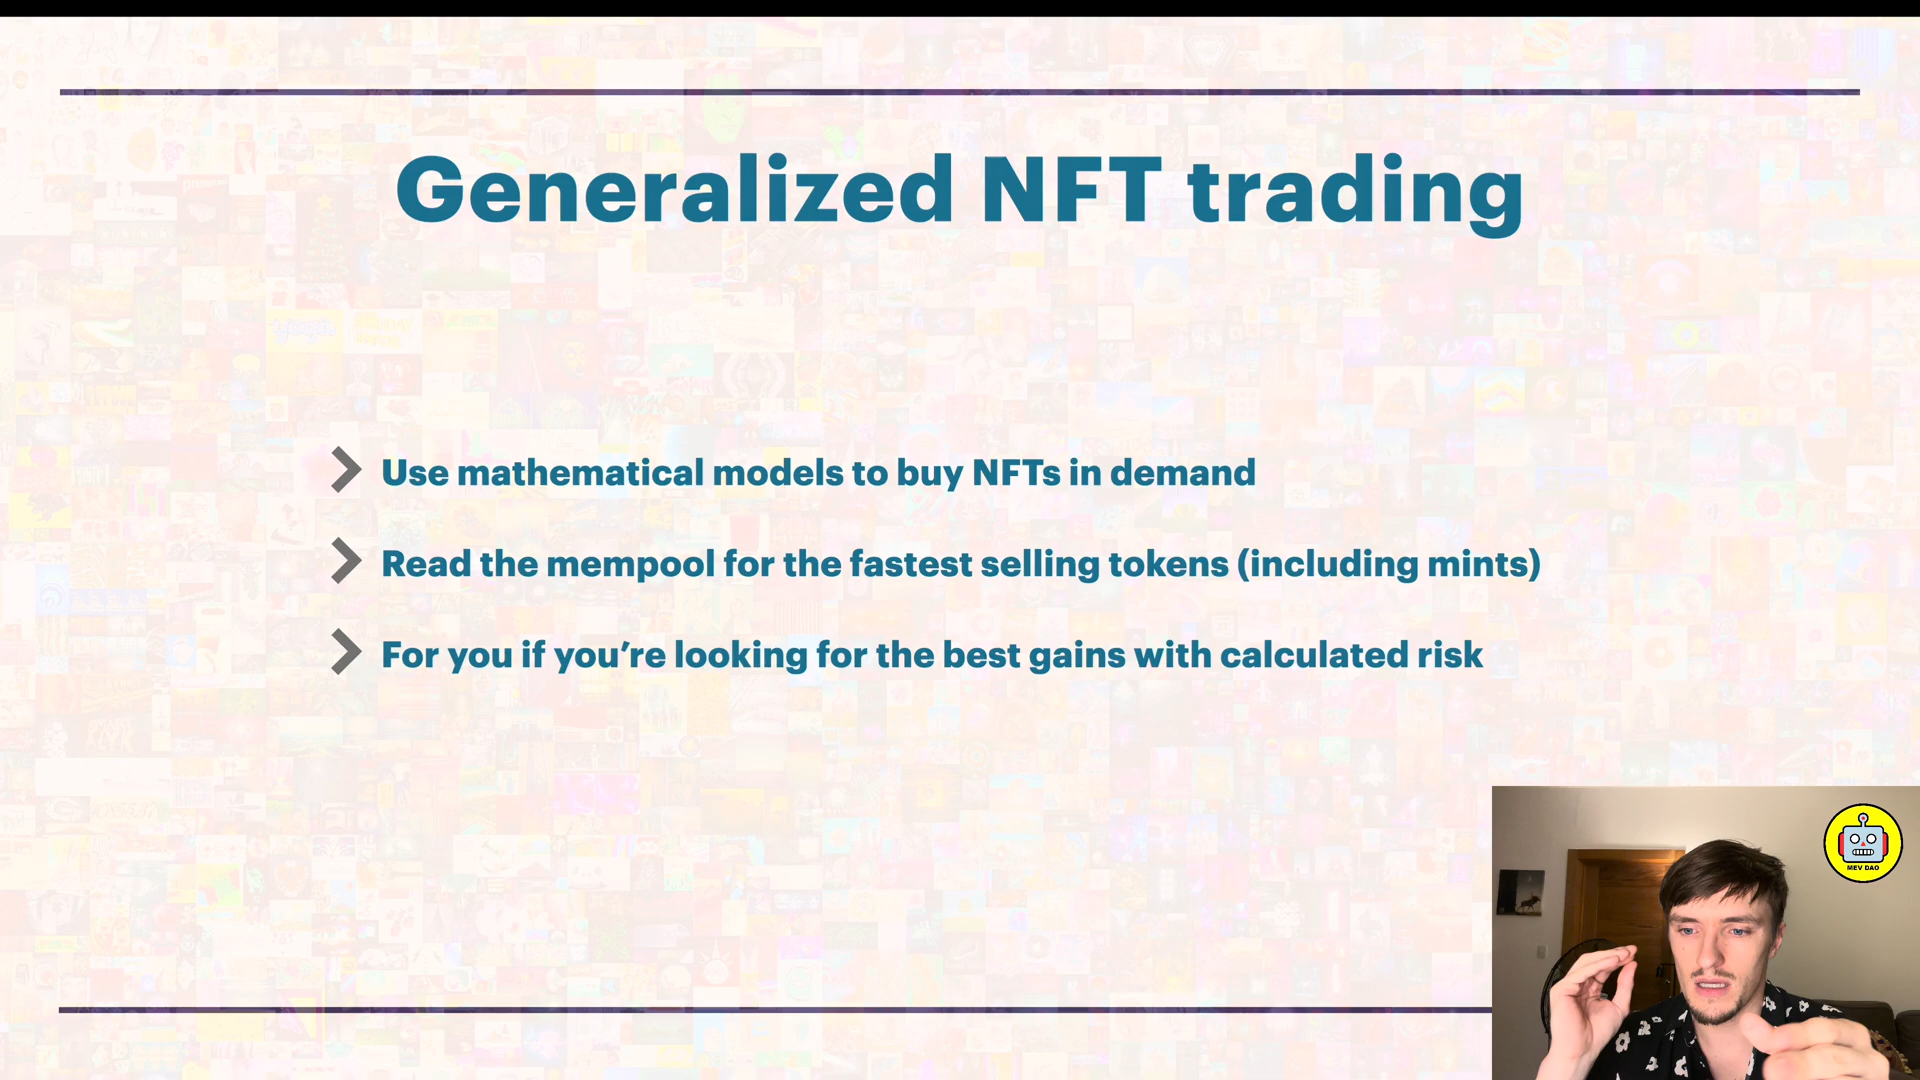 Generalized NFT trading
Use mathematical models to buy NFTs in demand
Read the mempool for the fastest selling tokens (including mints)
For you if you’re looking for the best gains with calculated risk
MEV DAO